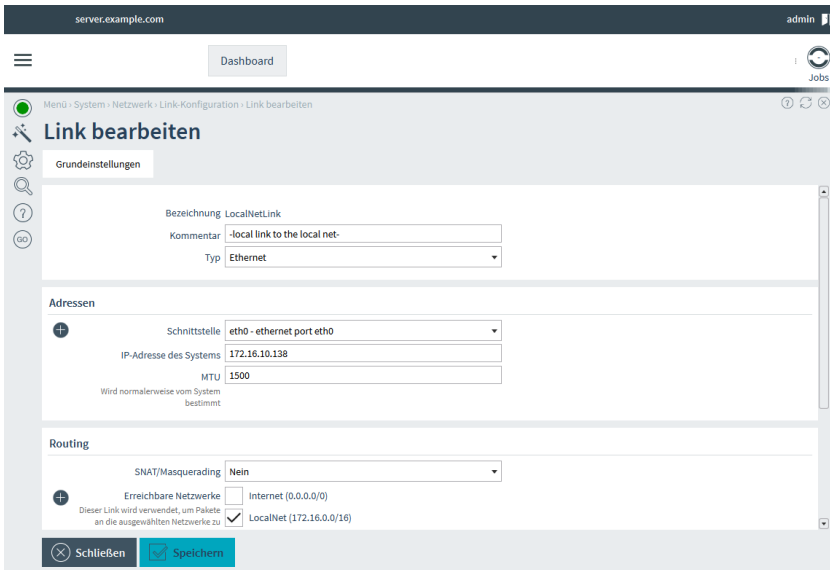 server.example.com
admin
Dashboard
Jobs
Menü › System › Netzwerk › Link-Konfiguration › Link bearbeiten
Link bearbeiten
Grundeinstellungen
Bezeichnung LocalNetLink
Kommentar -local link to the local net-
Typ Ethernet
Adressen
Schnittstelle eth0 - ethernet port eth0
IP-Adresse des Systems 172.16.10.138
MTU 1500
Wird normalerweise vom System
bestimmt
Routing
SNAT/Masquerading Nein
Erreichbare Netzwerke Internet (0.0.0.0/0)
Dieser Link wird verwendet, um Pakete
an die ausgewählten Netzwerke zu
LocalNet (172.16.0.0/16)
GO
Schließen Speichern